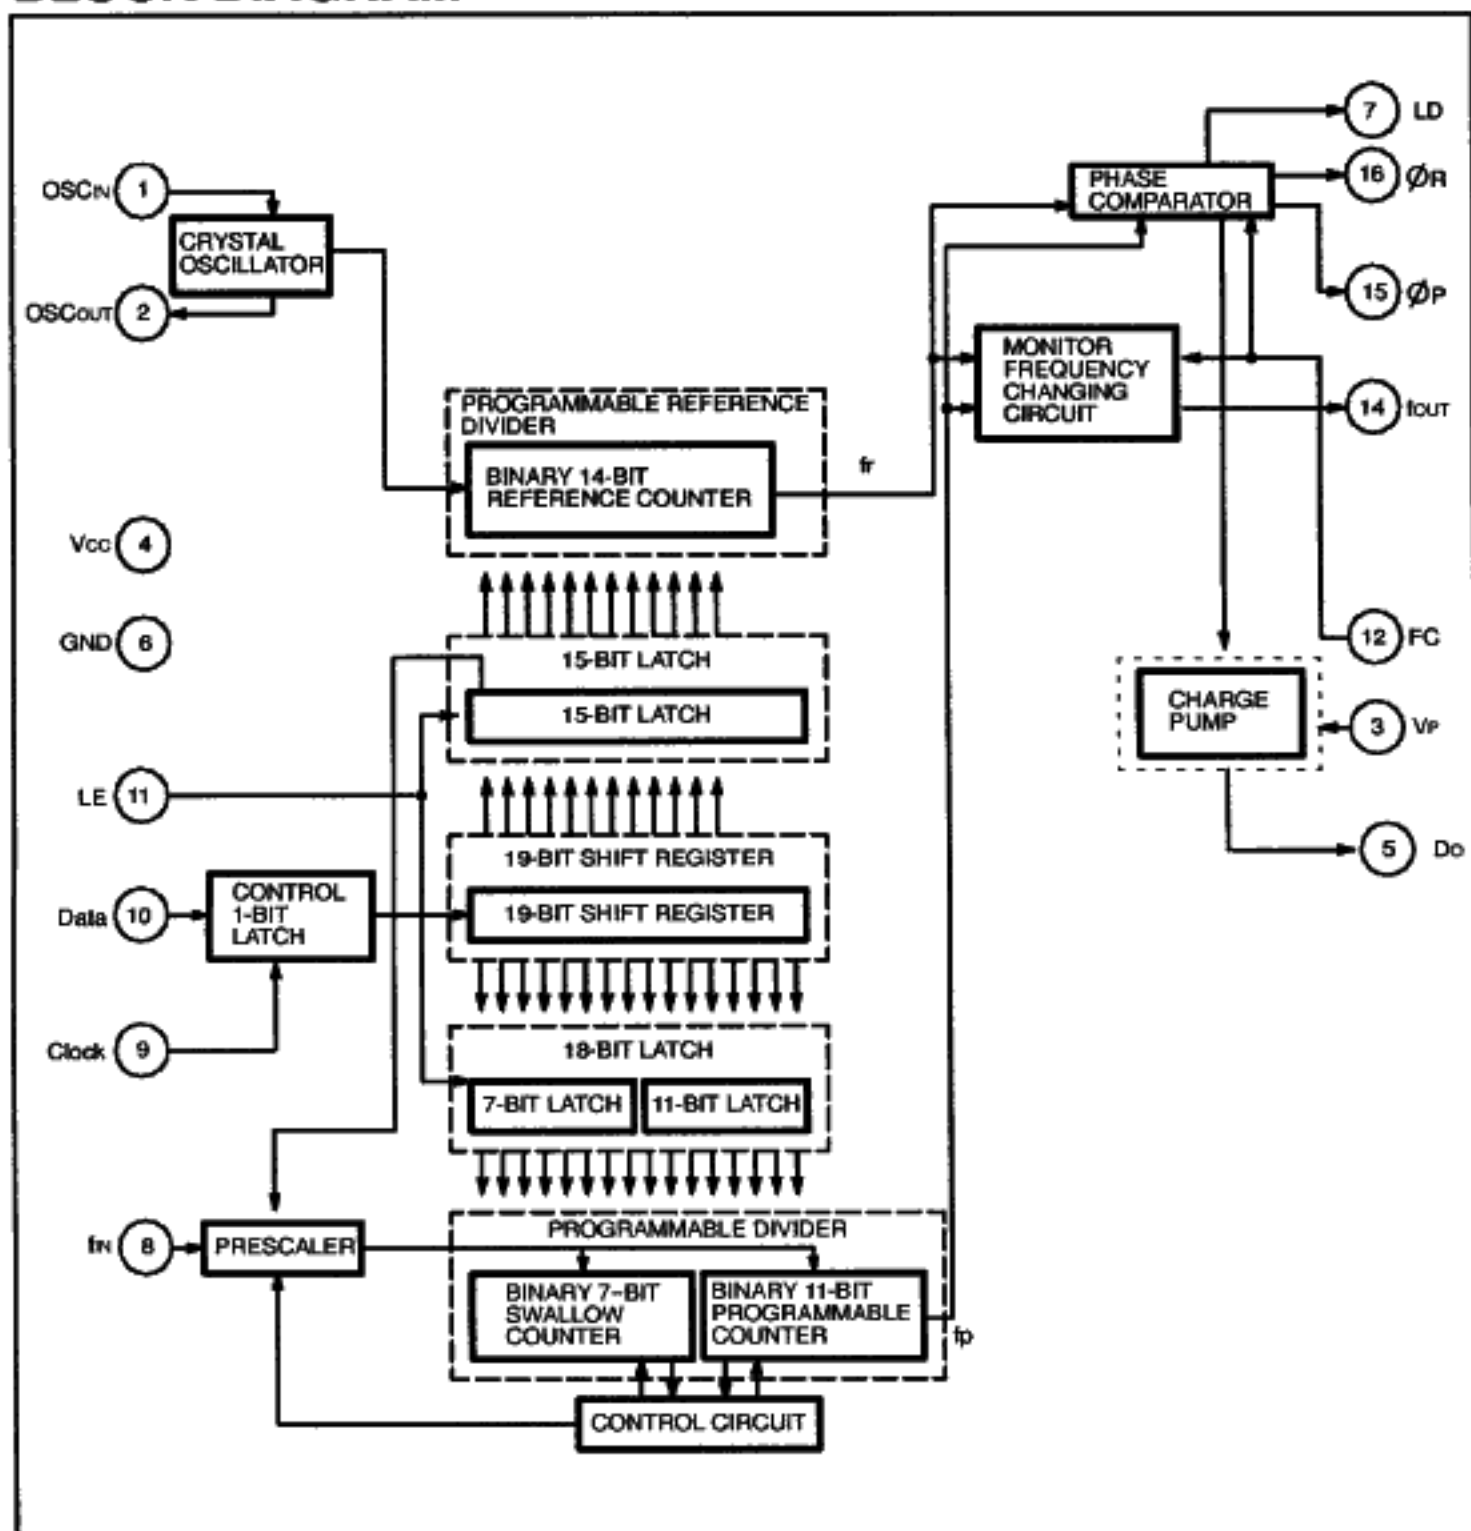 LD
7
PHASE
COMPARATOR
16
ØR
OSCIN
1
CRYSTAL
OSCILLATOR
OSCOUT
2
15
ØP
MONITOR
FREQUENCY
CHANGING
CIRCUIT
14
fOUT
PROGRAMMABLE REFERENCE
DIVIDER
BINARY 14-BIT
REFERENCE COUNTER
fr
Vcc
4
GND
6
15-BIT LATCH
15-BIT LATCH
12
FC
CHARGE
PUMP
3
VP
LE
11
19-BIT SHIFT REGISTER
19-BIT SHIFT REGISTER
5
Do
CONTROL
1-BIT
LATCH
Data
10
Clock
9
18-BIT LATCH
7-BIT LATCH
11-BIT LATCH
fIN
8
PRESCALER
PROGRAMMABLE DIVIDER
BINARY 7-BIT
SWALLOW
COUNTER
BINARY 11-BIT
PROGRAMMABLE
COUNTER
fp
CONTROL CIRCUIT